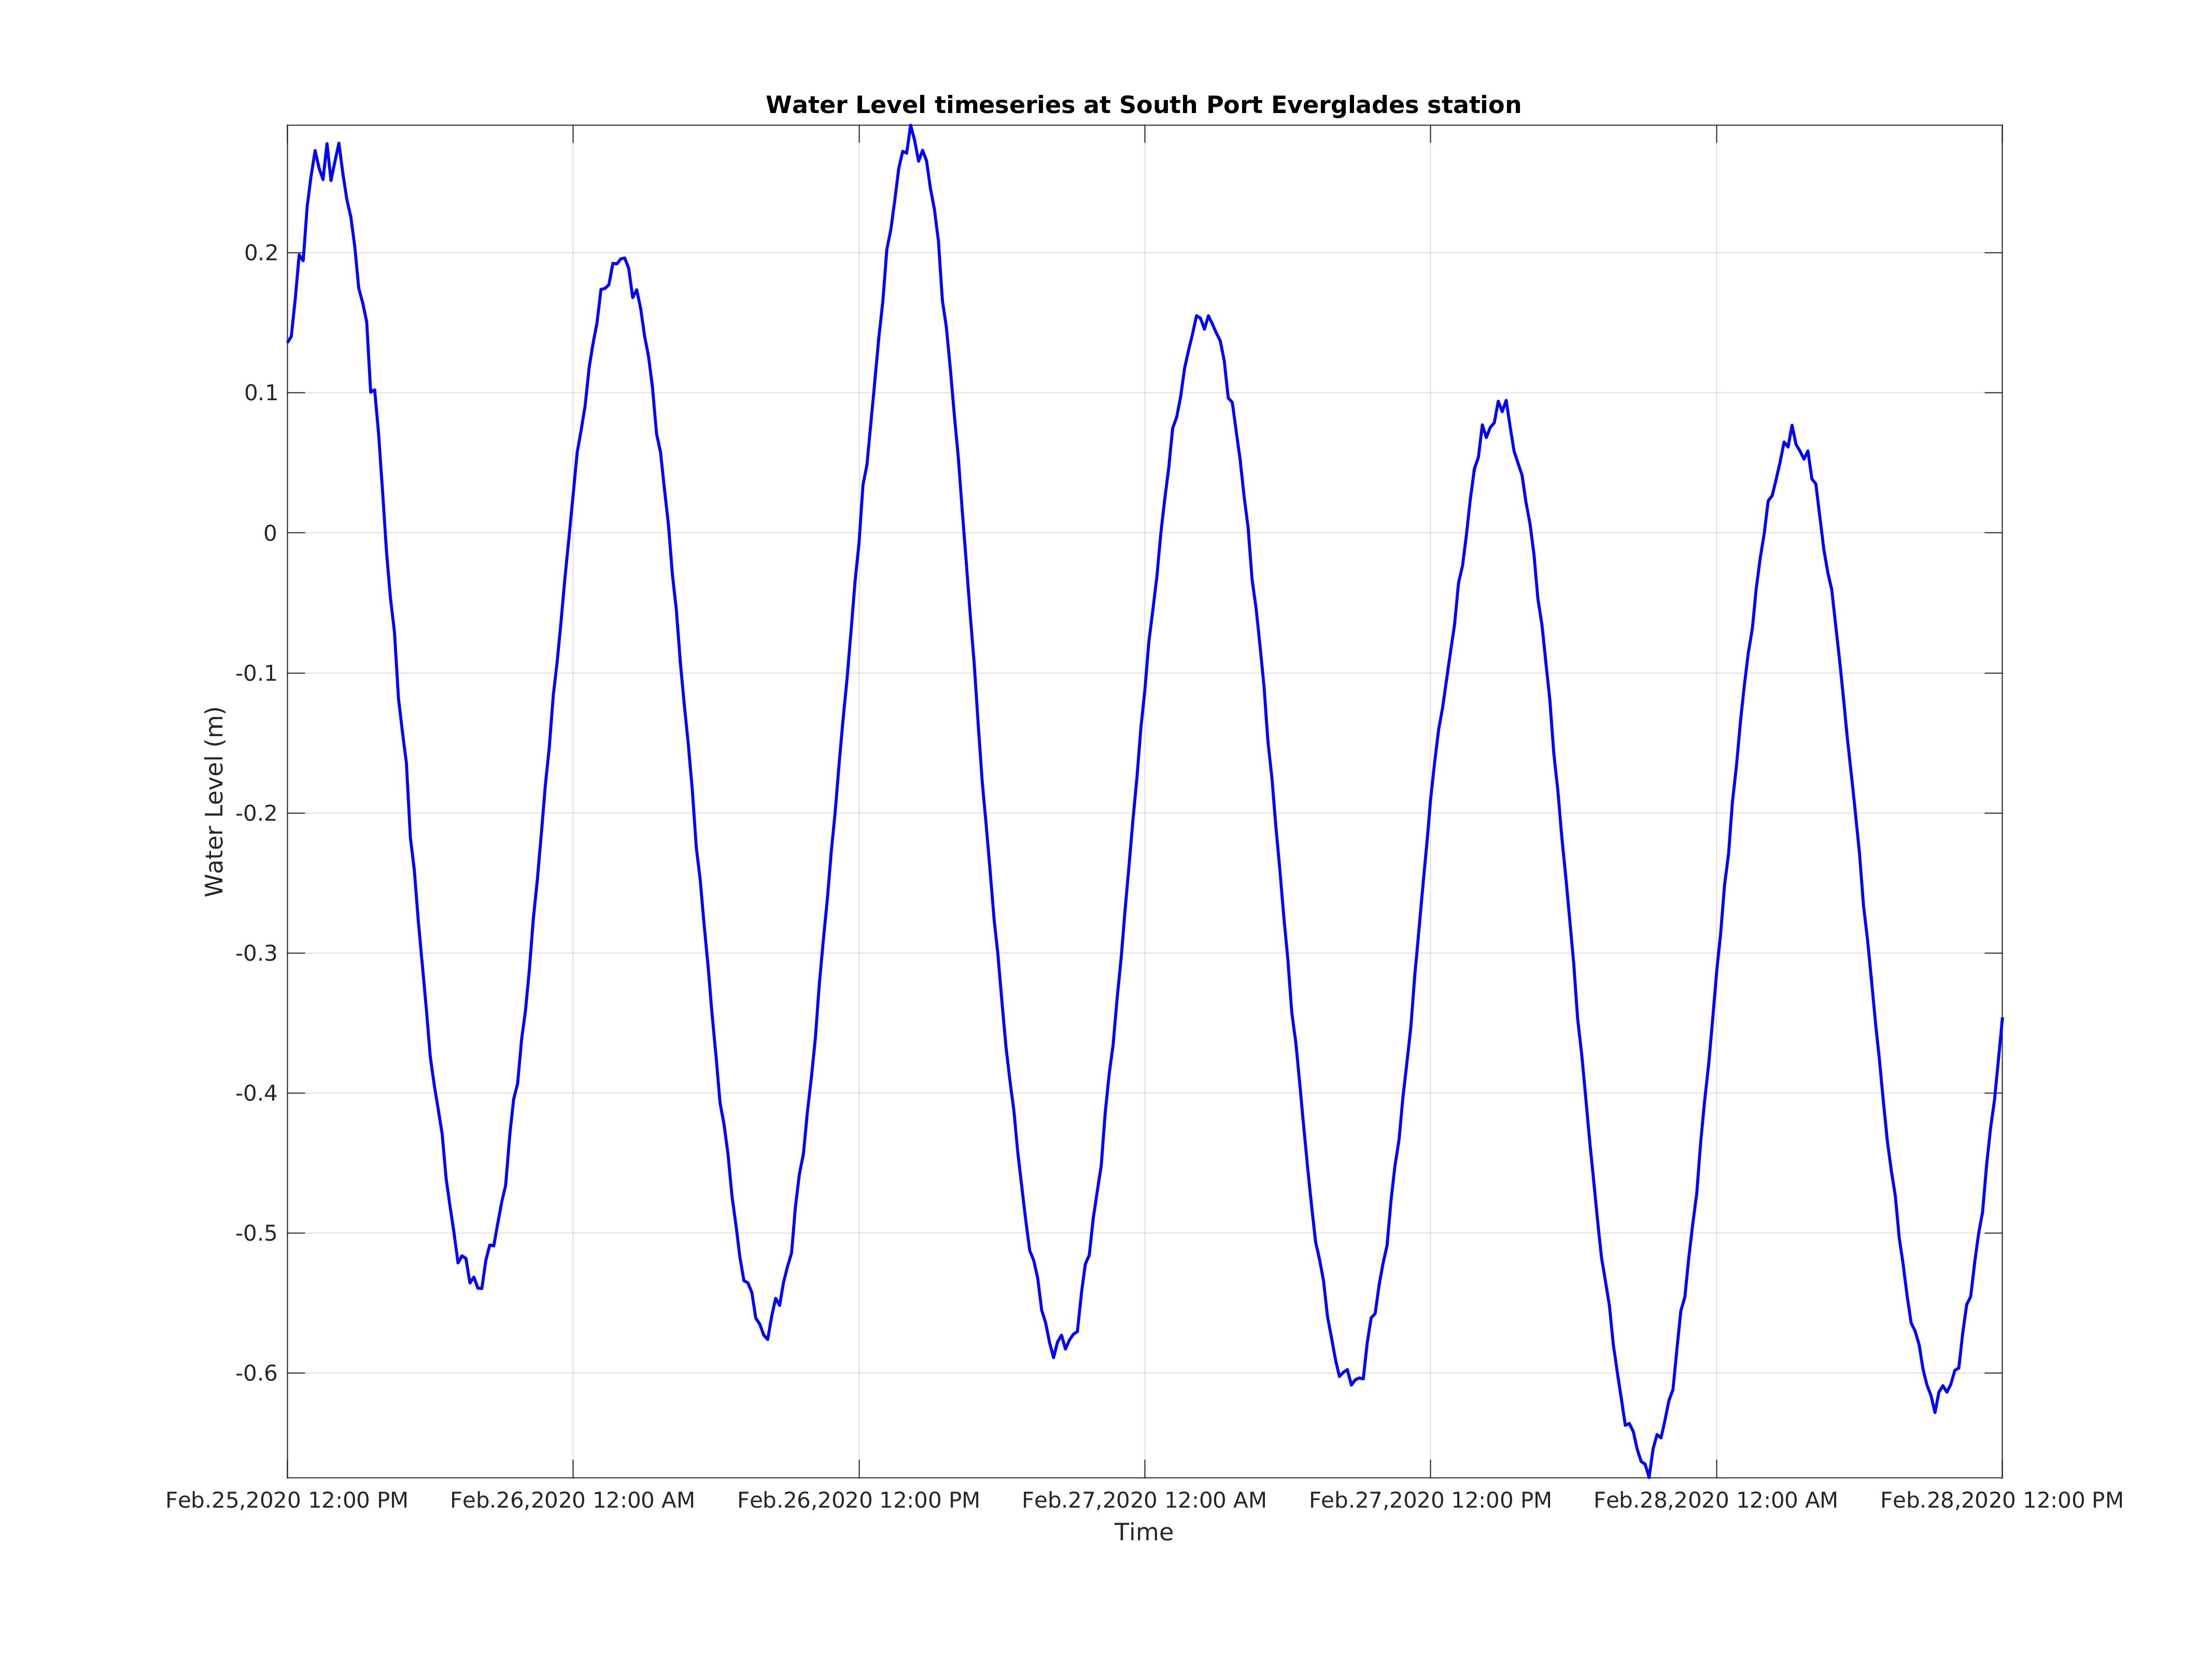 Water Level timeseries at South Port Everglades station
0.2
0.1
0
-0.1
-0.2
-0.3
-0.4
-0.5
-0.6
Water Level (m)
Feb.25,2020 12:00 PM Feb.26,2020 12:00 AM Feb.26,2020 12:00 PM Feb.27,2020 12:00 AM Feb.27,2020 12:00 PM Feb.28,2020 12:00 AM Feb.28,2020 12:00 PM
Time